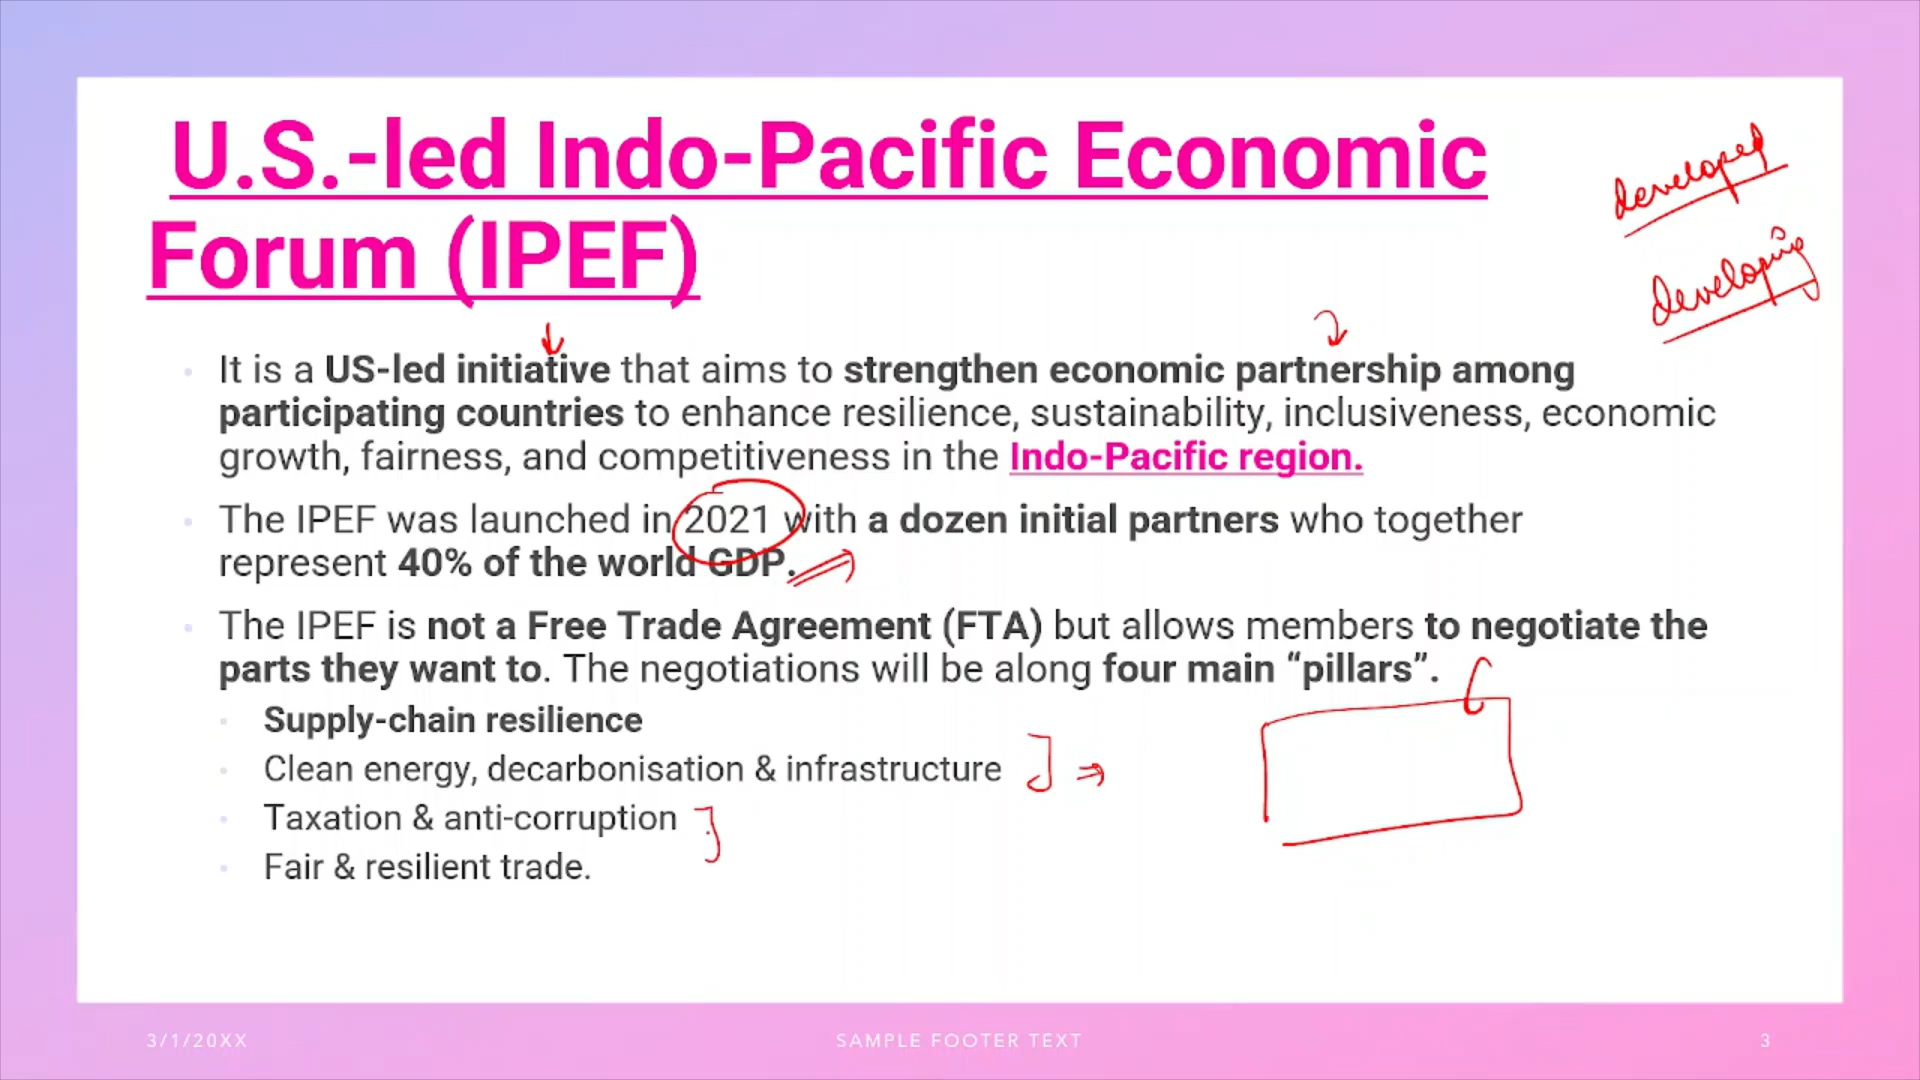 U.S.-led Indo-Pacific Economic
Forum (IPEF)
developed
developing
It is a US-led initiative that aims to strengthen economic partnership among
participating countries to enhance resilience, sustainability, inclusiveness, economic
growth, fairness, and competitiveness in the Indo-Pacific region.
The IPEF was launched in 2021 with a dozen initial partners who together
represent 40% of the world GDP.
The IPEF is not a Free Trade Agreement (FTA) but allows members to negotiate the
parts they want to. The negotiations will be along four main “pillars”.
Supply-chain resilience
Clean energy, decarbonisation & infrastructure
Taxation & anti-corruption
Fair & resilient trade.
3/1/20XX
SAMPLE FOOTER TEXT
3